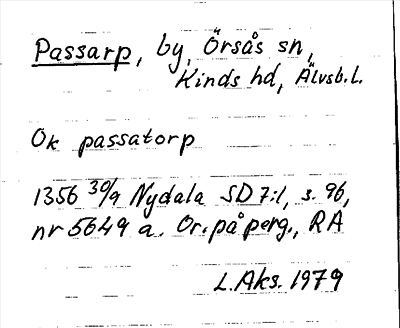 Passarp, by, Örsås sn,
Kinds hd, Älvsb.l.
Ok passatorp
1356 30/9 Nydala SD 7:1, s. 96,
nr 5649 a. Or. på perg., RA
L. Aks. 1979